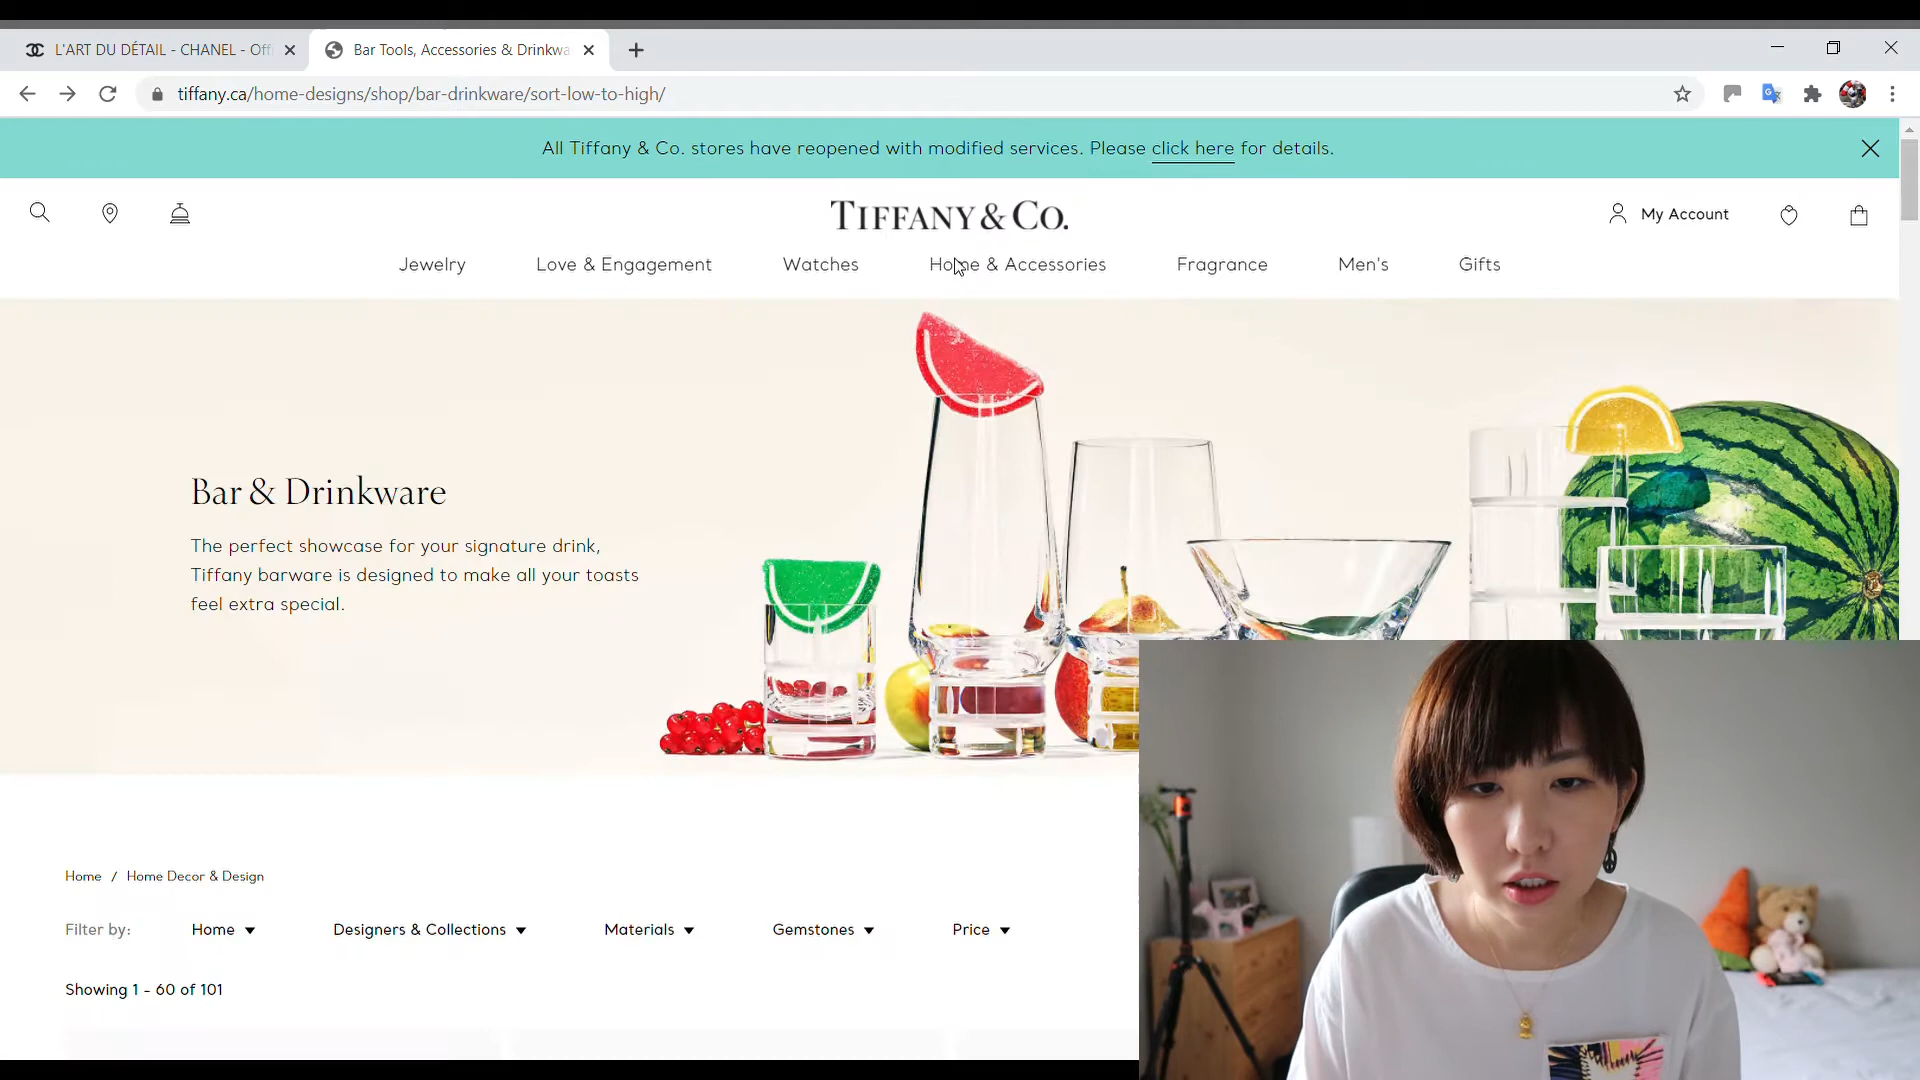 L'ART DU DÉTAIL - CHANEL - Off
Bar Tools, Accessories & Drinkwa
tiffany.ca/home-designs/shop/bar-drinkware/sort-low-to-high/
All Tiffany & Co. stores have reopened with modified services. Please click here for details.
TIFFANY & CO.
My Account
Jewelry
Love & Engagement
Watches
Home & Accessories
Fragrance
Men's
Gifts
Bar & Drinkware
The perfect showcase for your signature drink,
Tiffany barware is designed to make all your toasts
feel extra special.
Home / Home Decor & Design
Filter by:
Home
Designers & Collections
Materials
Gemstones
Price
Showing 1 - 60 of 101